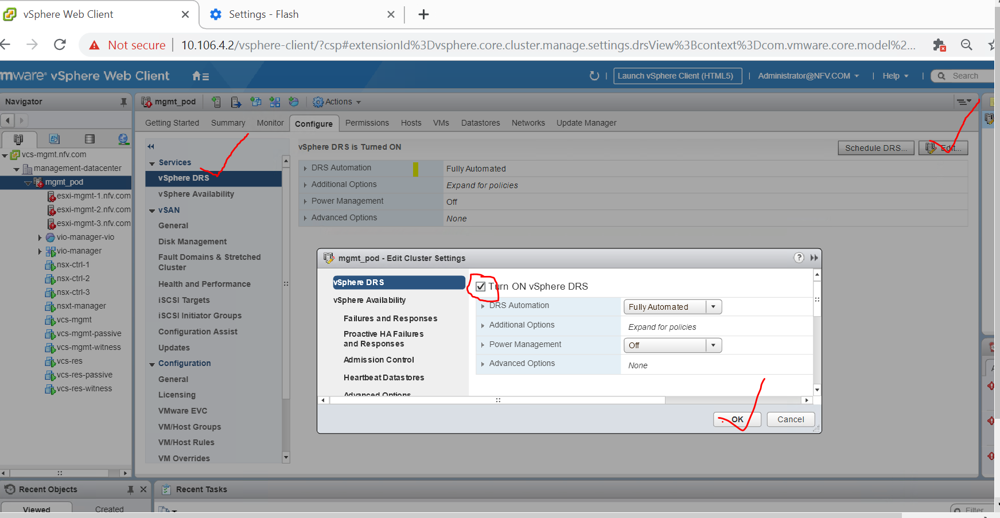 vSphere Web Client
Settings - Flash
Not secure
10.106.4.2/vsphere-client/?csp#extensionId%3Dvsphere.core.cluster.manage.settings.drsView%3Bcontext%3Dcom.vmware.core.model%2...
mware® vSphere Web Client
Launch vSphere Client (HTML5)
Administrator@NFV.COM
Help
Search
Navigator
mgmt_pod
Actions
Getting Started
Summary
Monitor
Configure
Permissions
Hosts
VMs
Datastores
Networks
Update Manager
vcs-mgmt.nfv.com
management-datacenter
mgmt_pod
esxi-mgmt-1.nfv.com
esxi-mgmt-2.nfv.com
esxi-mgmt-3.nfv.com
vio-manager-vio
vio-manager
nsx-ctrl-1
nsx-ctrl-2
nsx-ctrl-3
nsxt-manager
vcs-mgmt
vcs-mgmt-passive
vcs-mgmt-witness
vcs-res
vcs-res-passive
vcs-res-witness
Services
vSphere DRS
vSphere Availability
vSAN
General
Disk Management
Fault Domains & Stretched
Cluster
Health and Performance
iSCSI Targets
iSCSI Initiator Groups
Configuration Assist
Updates
Configuration
General
Licensing
VMware EVC
VM/Host Groups
VM/Host Rules
VM Overrides
vSphere DRS is Turned ON
Schedule DRS...
Edit...
DRS Automation
Fully Automated
Additional Options
Expand for policies
Power Management
Off
Advanced Options
None
mgmt_pod - Edit Cluster Settings
vSphere DRS
vSphere Availability
Failures and Responses
Proactive HA Failures
and Responses
Admission Control
Heartbeat Datastores
Advanced Options
Turn ON vSphere DRS
DRS Automation
Fully Automated
Additional Options
Expand for policies
Power Management
Off
Advanced Options
None
OK
Cancel
Recent Objects
Viewed
Created
Recent Tasks
Filter